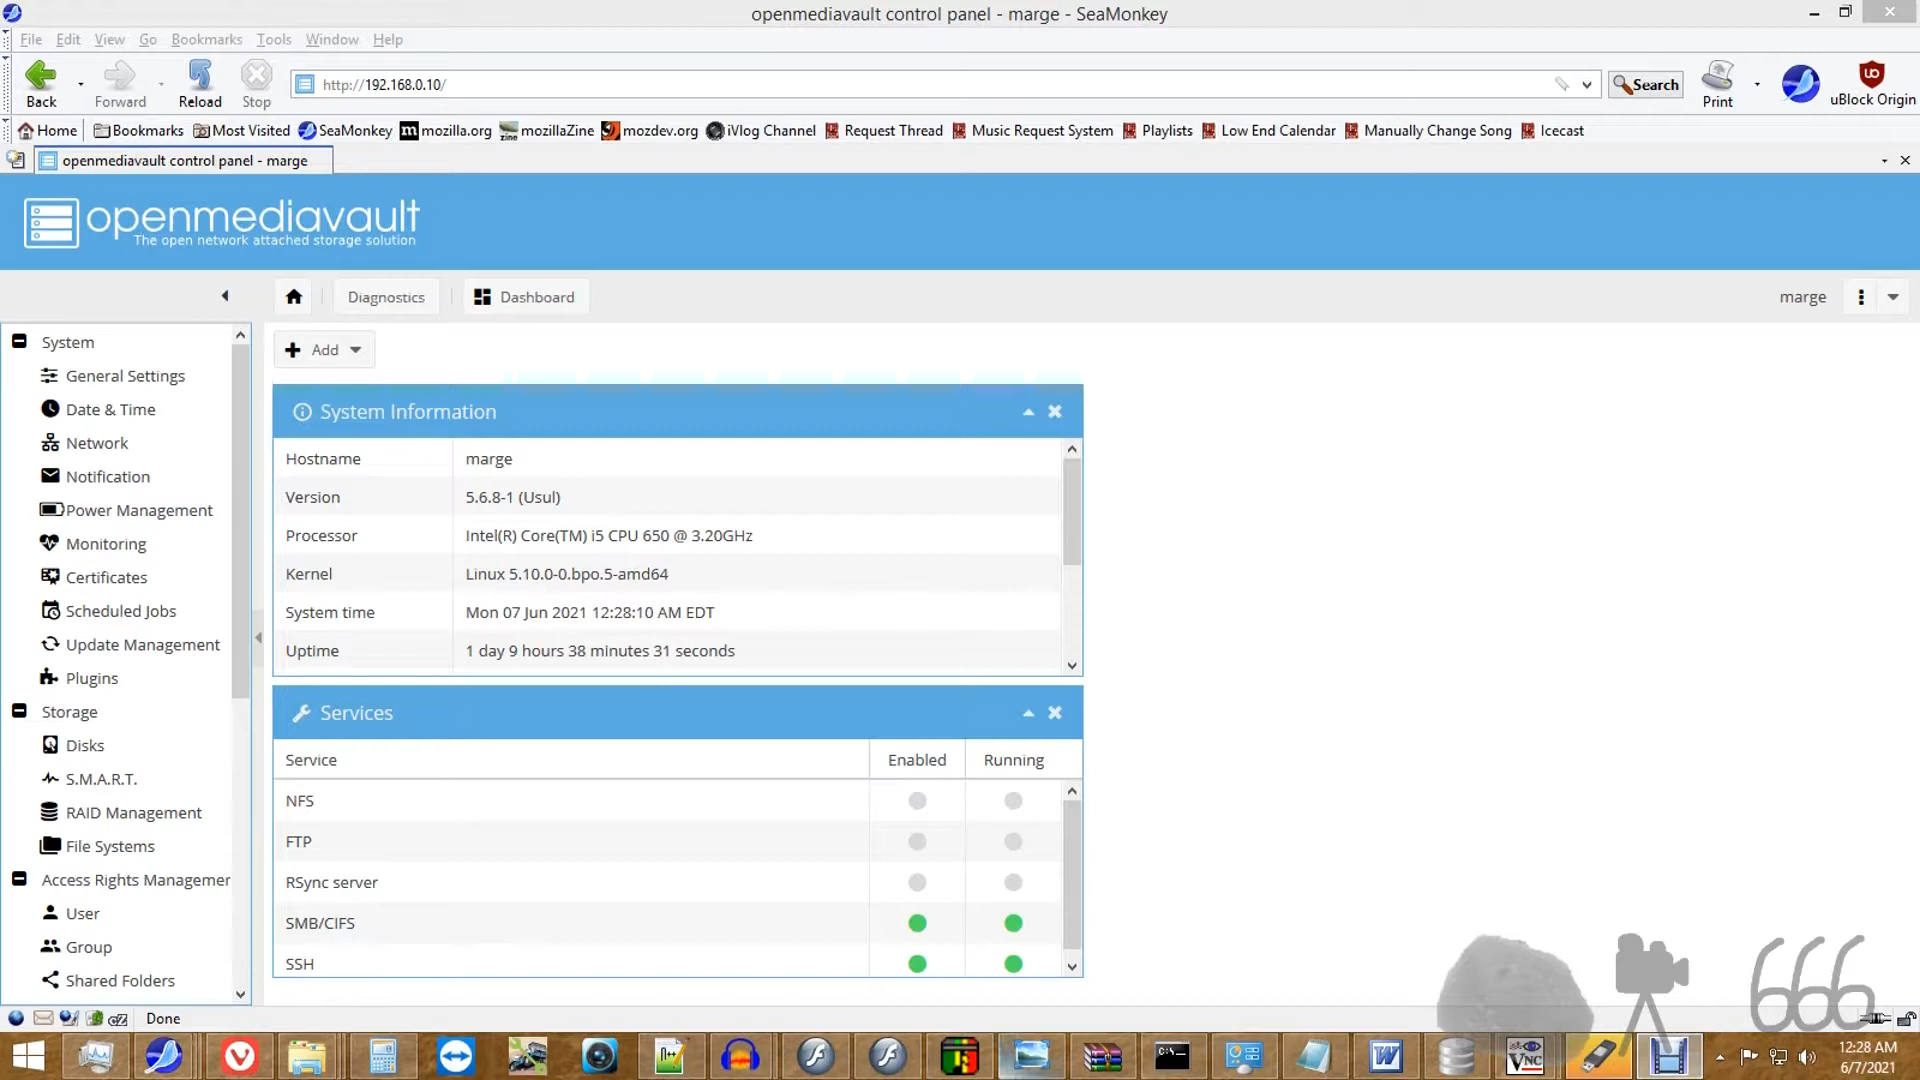 openmediavault control panel - marge - SeaMonkey
File Edit View Go Bookmarks Tools Window Help
Back Forward Reload Stop http://192.168.0.10/ Search Print uBlock Origin
Home Bookmarks Most Visited SeaMonkey mozilla.org mozillaZine mozdev.org iVlog Channel Request Thread Music Request System Playlists Low End Calendar Manually Change Song Icecast
openmediavault control panel - marge
openmediavault
The open network attached storage solution
Diagnostics Dashboard marge
Add
System
General Settings
Date & Time
Network
Notification
Power Management
Monitoring
Certificates
Scheduled Jobs
Update Management
Plugins
Storage
Disks
S.M.A.R.T.
RAID Management
File Systems
Access Rights Managemer
User
Group
Shared Folders
System Information
Hostname marge
Version 5.6.8-1 (Usul)
Processor Intel(R) Core(TM) i5 CPU 650 @ 3.20GHz
Kernel Linux 5.10.0-0.bpo.5-amd64
System time Mon 07 Jun 2021 12:28:10 AM EDT
Uptime 1 day 9 hours 38 minutes 31 seconds
Services
Service Enabled Running
NFS
FTP
RSync server
SMB/CIFS
SSH
666
Done
12:28 AM
6/7/2021